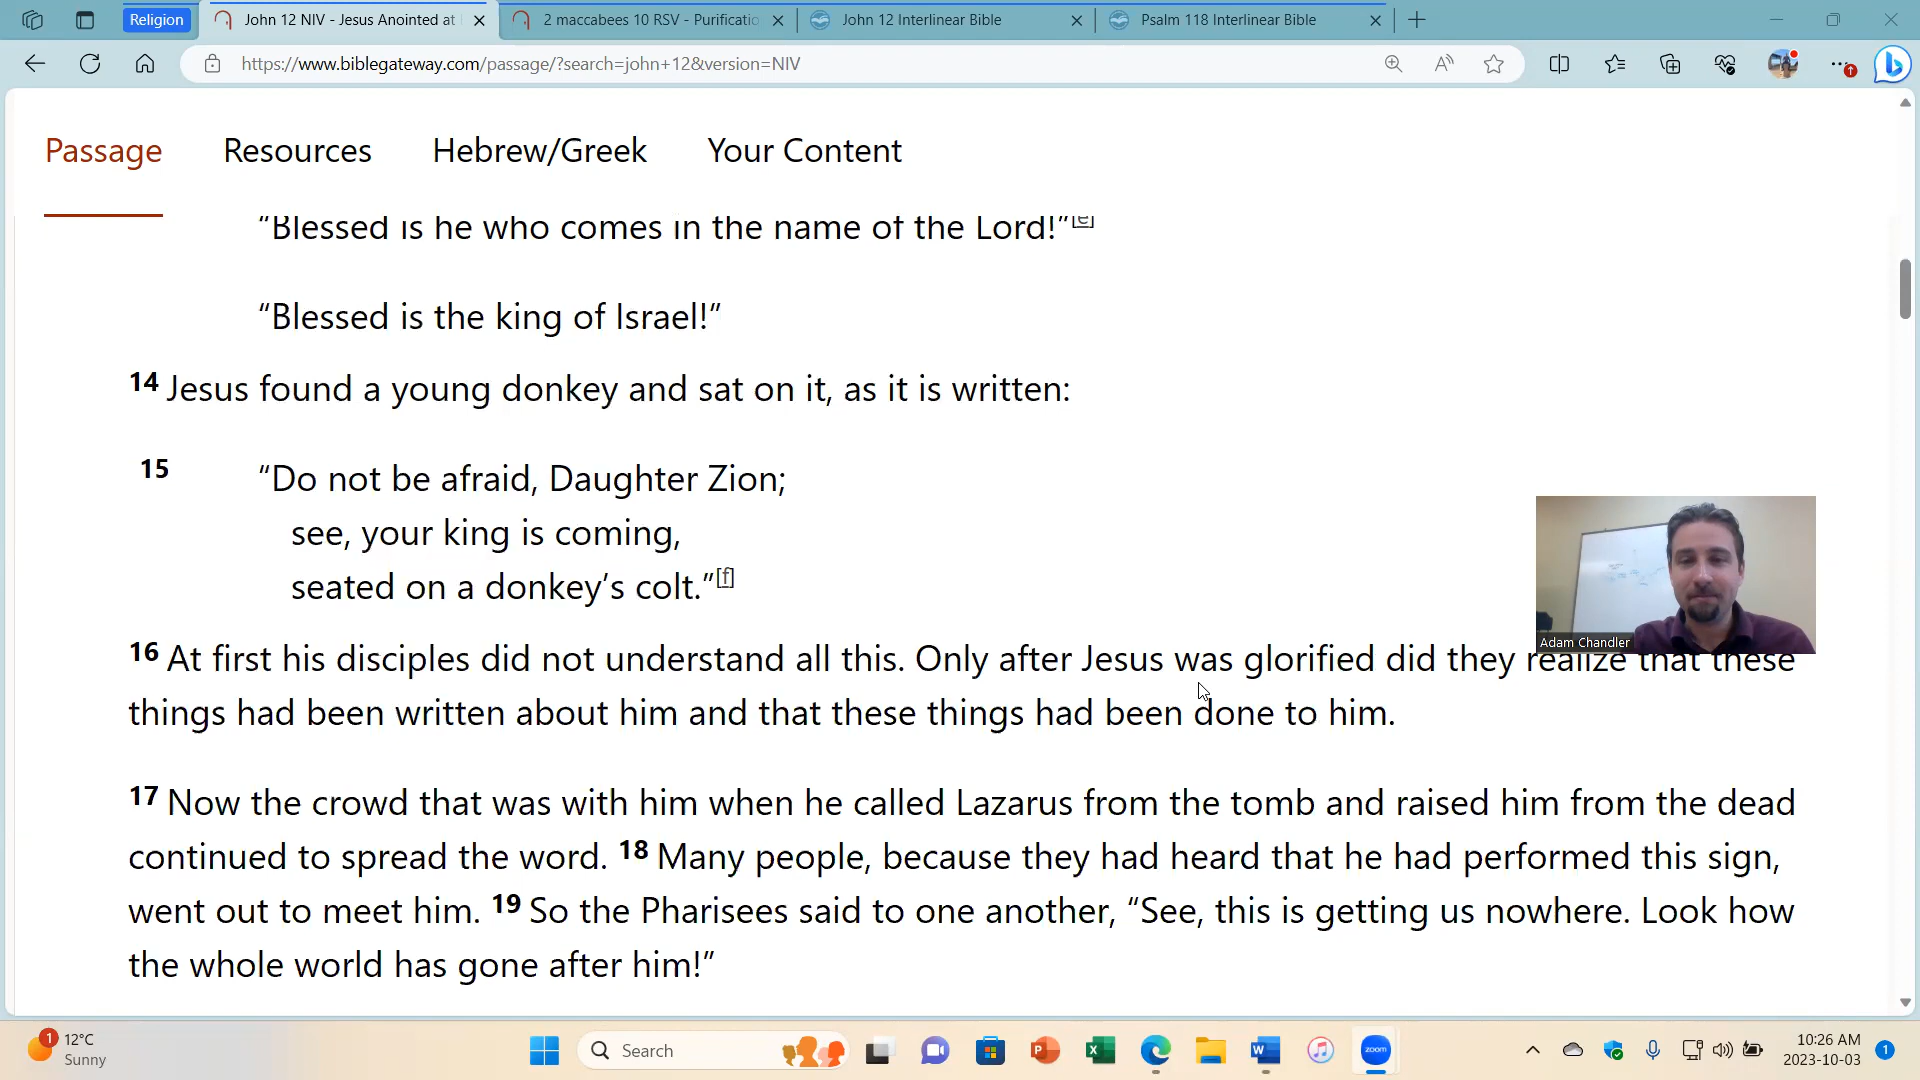 Religion
John 12 NIV - Jesus Anointed at
2 maccabees 10 RSV - Purificatio
John 12 Interlinear Bible
Psalm 118 Interlinear Bible
https://www.biblegateway.com/passage/?search=john+12&version=NIV
Passage Resources Hebrew/Greek Your Content
“Blessed is he who comes in the name of the Lord!”[e]
“Blessed is the king of Israel!”
14 Jesus found a young donkey and sat on it, as it is written:
15 “Do not be afraid, Daughter Zion;
see, your king is coming,
seated on a donkey’s colt.”[f]
Adam Chandler
16 At first his disciples did not understand all this. Only after Jesus was glorified did they realize that these
things had been written about him and that these things had been done to him.
17 Now the crowd that was with him when he called Lazarus from the tomb and raised him from the dead
continued to spread the word. 18 Many people, because they had heard that he had performed this sign,
went out to meet him. 19 So the Pharisees said to one another, “See, this is getting us nowhere. Look how
the whole world has gone after him!”
1
12°C
Sunny
Search
zoom
10:26 AM
2023-10-03
1